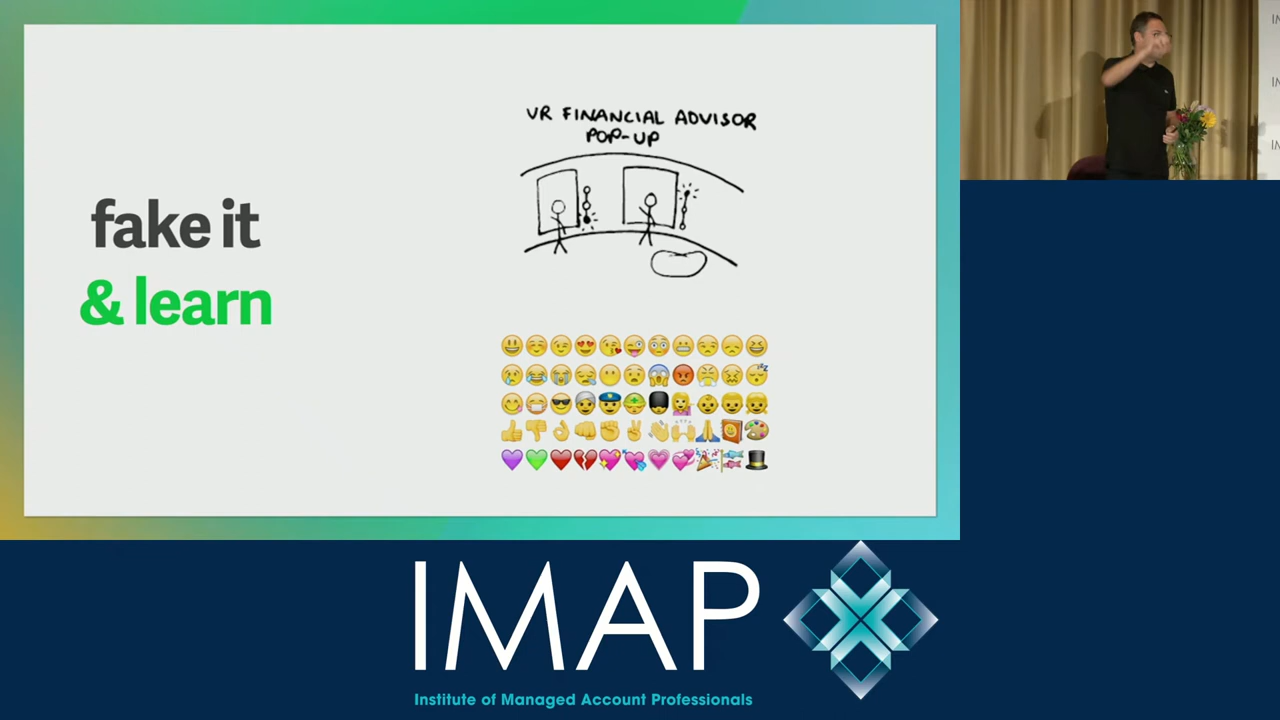 fake it
& learn
VR FINANCIAL ADVISOR
POP-UP
IMAP
Institute of Managed Account Professionals